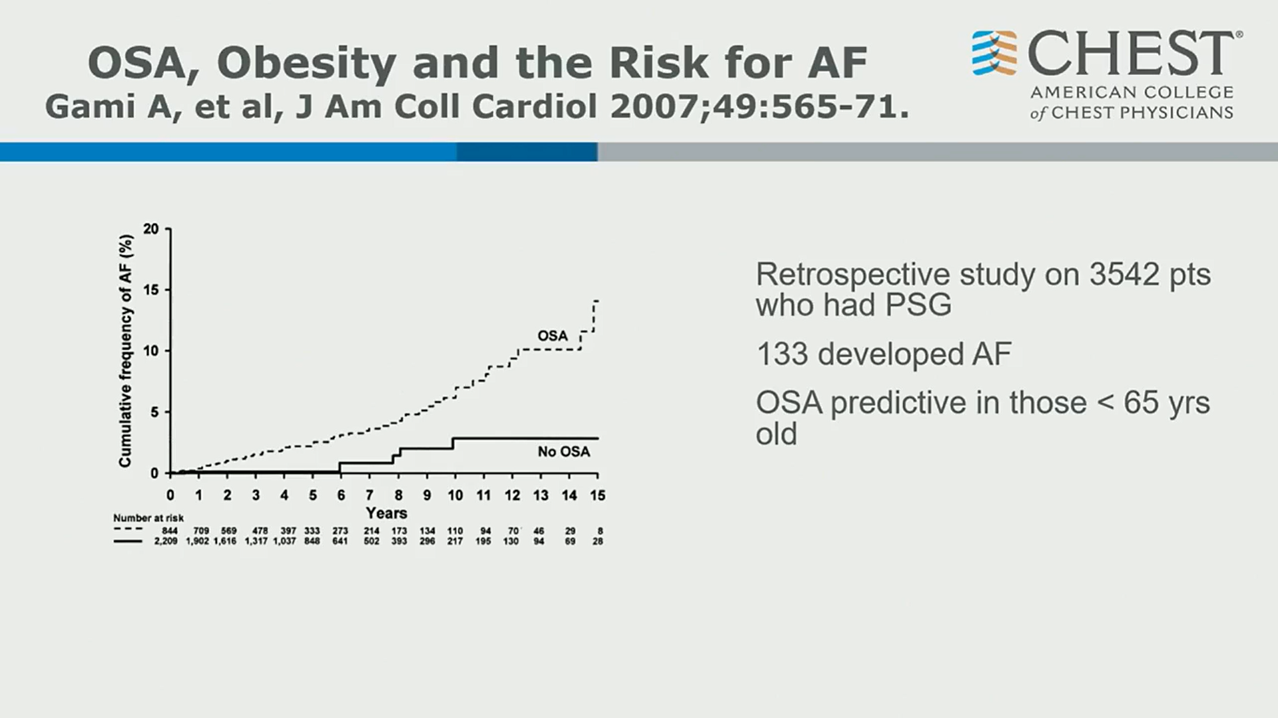 OSA, Obesity and the Risk for AF
Gami A, et al, J Am Coll Cardiol 2007;49:565-71.
CHEST®
AMERICAN COLLEGE
of CHEST PHYSICIANS
Cumulative frequency of AF (%)
20
15
10
5
0
OSA
No OSA
0 1 2 3 4 5 6 7 8 9 10 11 12 13 14 15
Years
Number at risk
844 709 569 478 397 333 273 214 173 134 110 94 70 46 29 8
2,209 1,902 1,616 1,317 1,037 848 641 502 393 296 217 195 130 94 69 28
Retrospective study on 3542 pts
who had PSG
133 developed AF
OSA predictive in those < 65 yrs
old